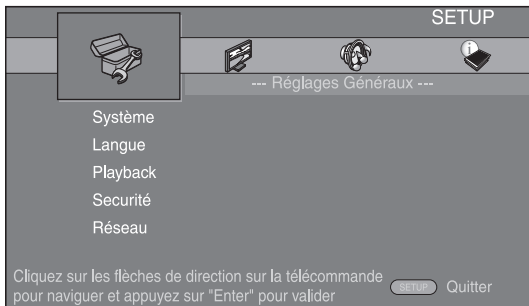 SETUP
--- Réglages Généraux ---
Système
Langue
Playback
Securité
Réseau
Cliquez sur les flèches de direction sur la télécommande
pour naviguer et appuyez sur "Enter" pour valider
SETUP Quitter